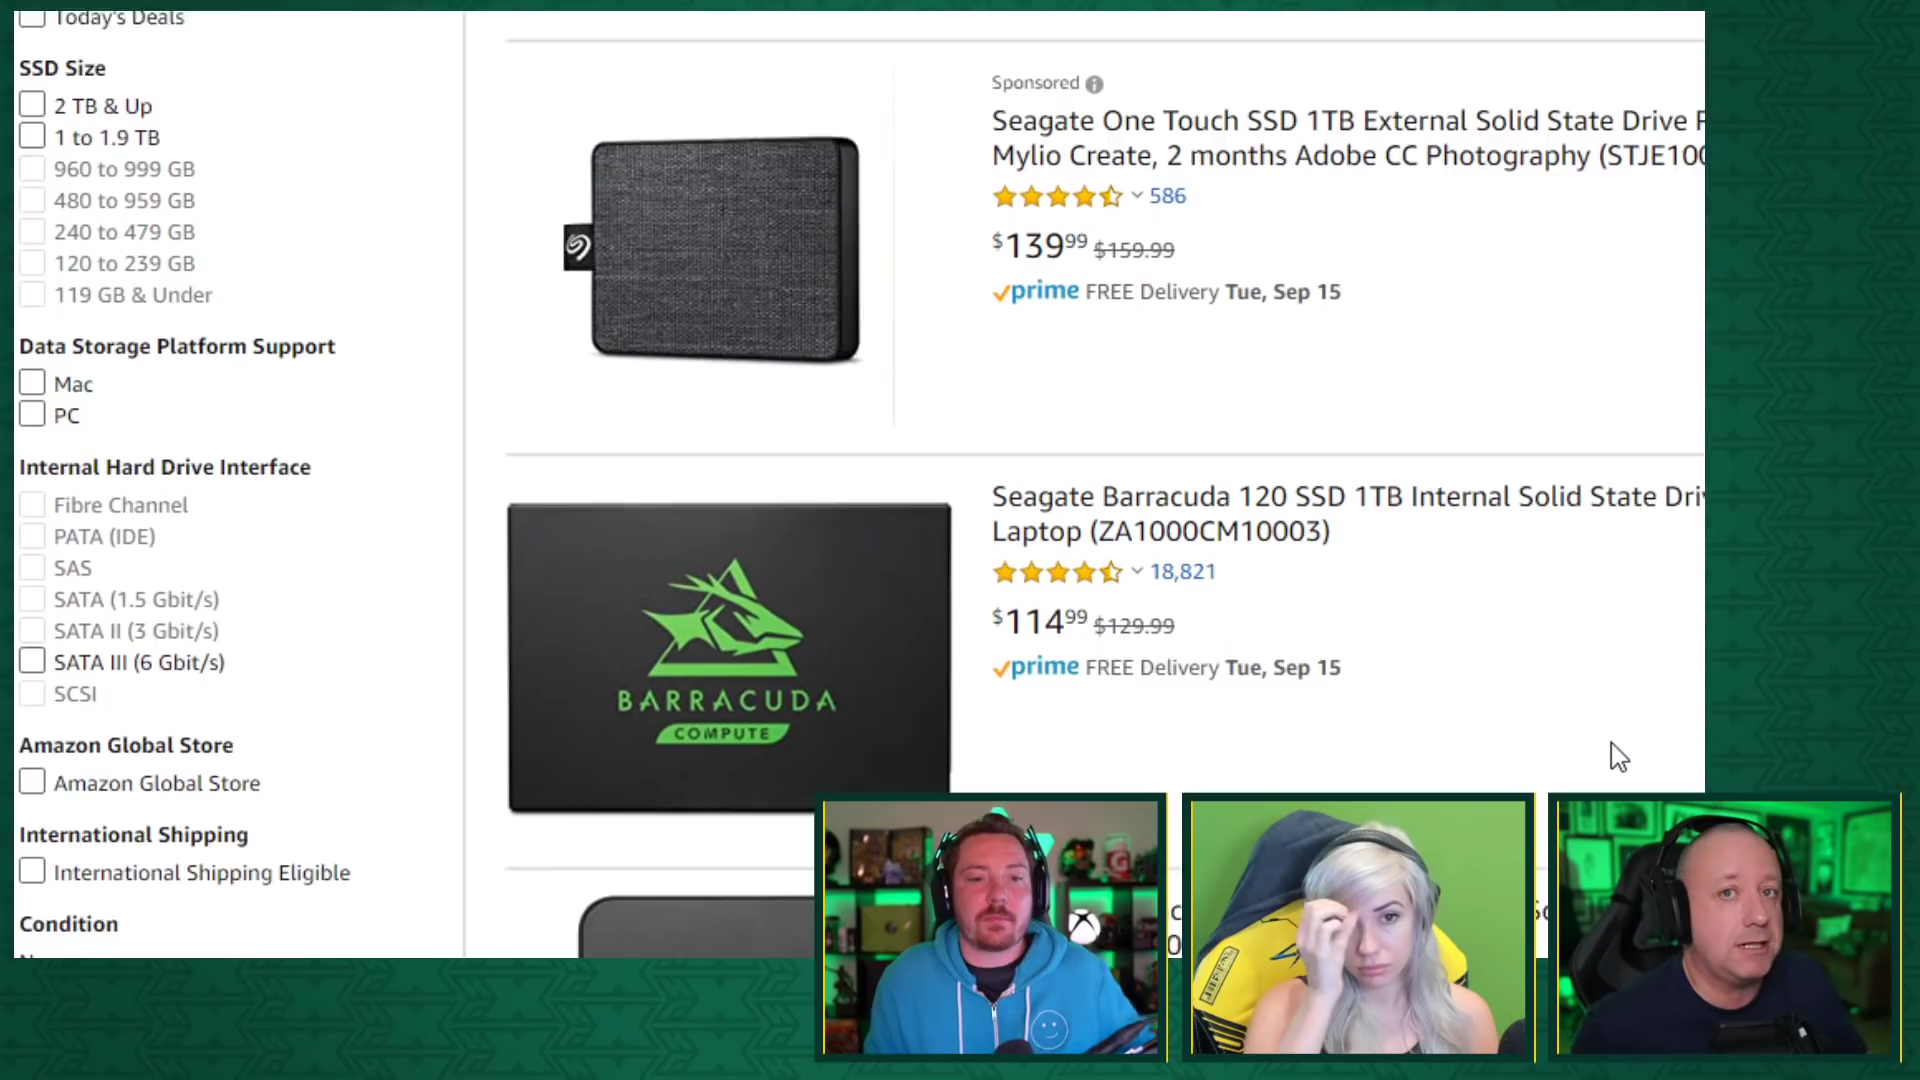 Today's Deals
SSD Size
2 TB & Up
1 to 1.9 TB
960 to 999 GB
480 to 959 GB
240 to 479 GB
120 to 239 GB
119 GB & Under
Data Storage Platform Support
Mac
PC
Internal Hard Drive Interface
Fibre Channel
PATA (IDE)
SAS
SATA (1.5 Gbit/s)
SATA II (3 Gbit/s)
SATA III (6 Gbit/s)
SCSI
Amazon Global Store
Amazon Global Store
International Shipping
International Shipping Eligible
Condition
Sponsored
Seagate One Touch SSD 1TB External Solid State Drive
Mylio Create, 2 months Adobe CC Photography (STJE100
586
$139.99 $159.99
prime FREE Delivery Tue, Sep 15
BARRACUDA
COMPUTE
Seagate Barracuda 120 SSD 1TB Internal Solid State Dri
Laptop (ZA1000CM10003)
18,821
$114.99 $129.99
prime FREE Delivery Tue, Sep 15